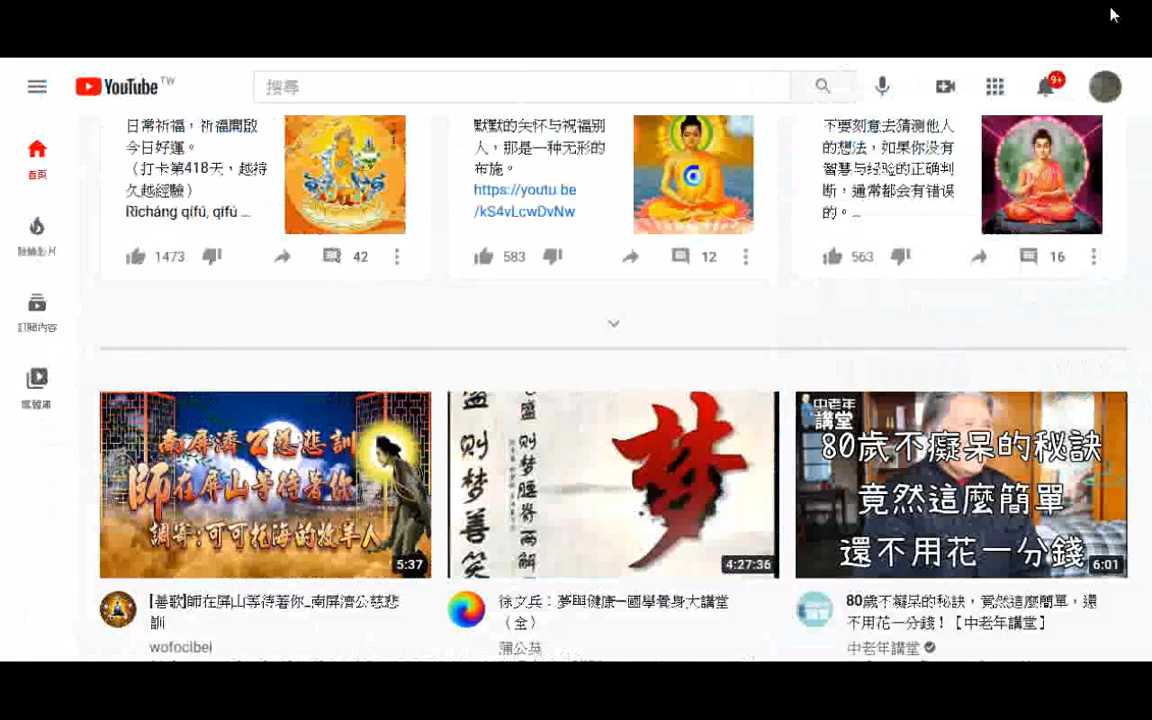 YouTube TW
搜尋
9+
首頁
發燒影片
訂閱內容
媒體庫
日常祈福，祈福開啟
今日好運。
（打卡第418天，越持
久越經驗）
Richáng qífú, qífú ...
1473
42
默默的关怀与祝福别
人，那是一种无形的
布施。
https://youtu.be
/kS4vLcwDvNw
583
12
不要刻意去猜测他人
的想法，如果你没有
智慧与经验的正确判
断，通常都会有错误
的。...
563
16
南屏濟公慈悲訓
師在屏山等待著你
調寄:可可托海的牧羊人
5:37
[善歌]師在屏山等待著你_南屏濟公慈悲
訓
wofocibei
盛
则
梦
善
笑
梦
4:27:36
徐文兵：夢與健康—國學養身大講堂
（全）
蒲公英
中老年
講堂
80歲不癡呆的秘訣
竟然這麼簡單
還不用花一分錢
6:01
80歲不癡呆的秘訣，竟然這麼簡單，還
不用花一分錢！【中老年講堂】
中老年講堂